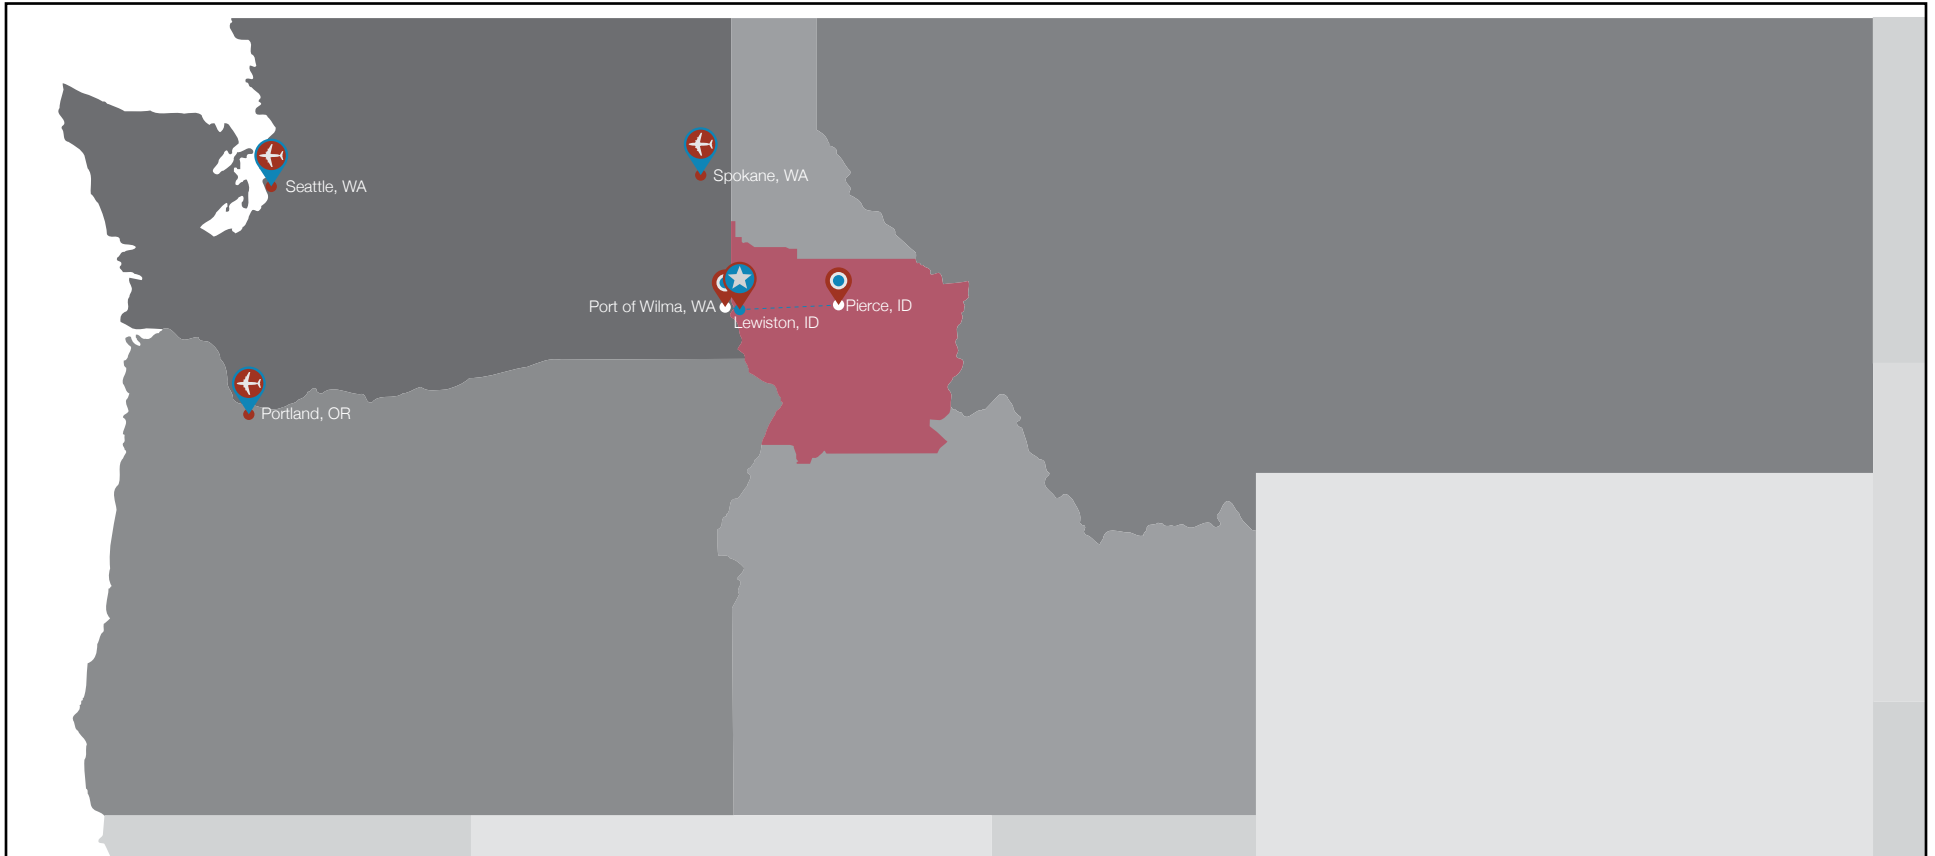 Seattle, WA
Spokane, WA
Port of Wilma, WA
Pierce, ID
Lewiston, ID
Portland, OR